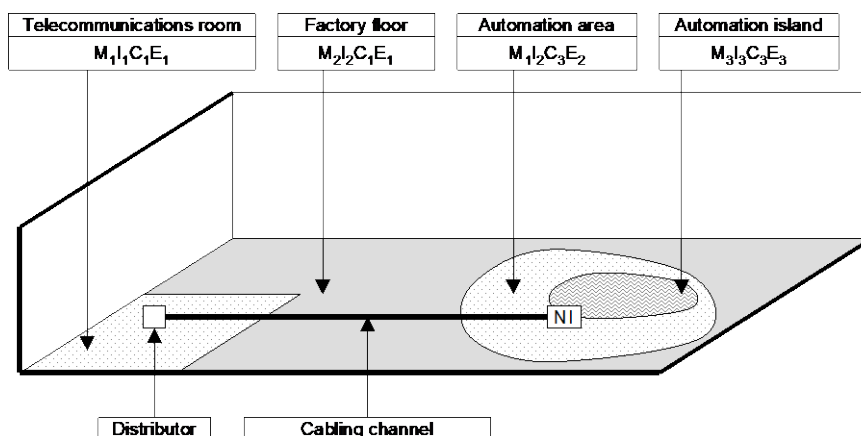 Telecommunications room
M₁I₁C₁E₁
Factory floor
M₂I₂C₁E₁
Automation area
M₁I₂C₃E₂
Automation island
M₃I₃C₃E₃
NI
Distributor
Cabling channel